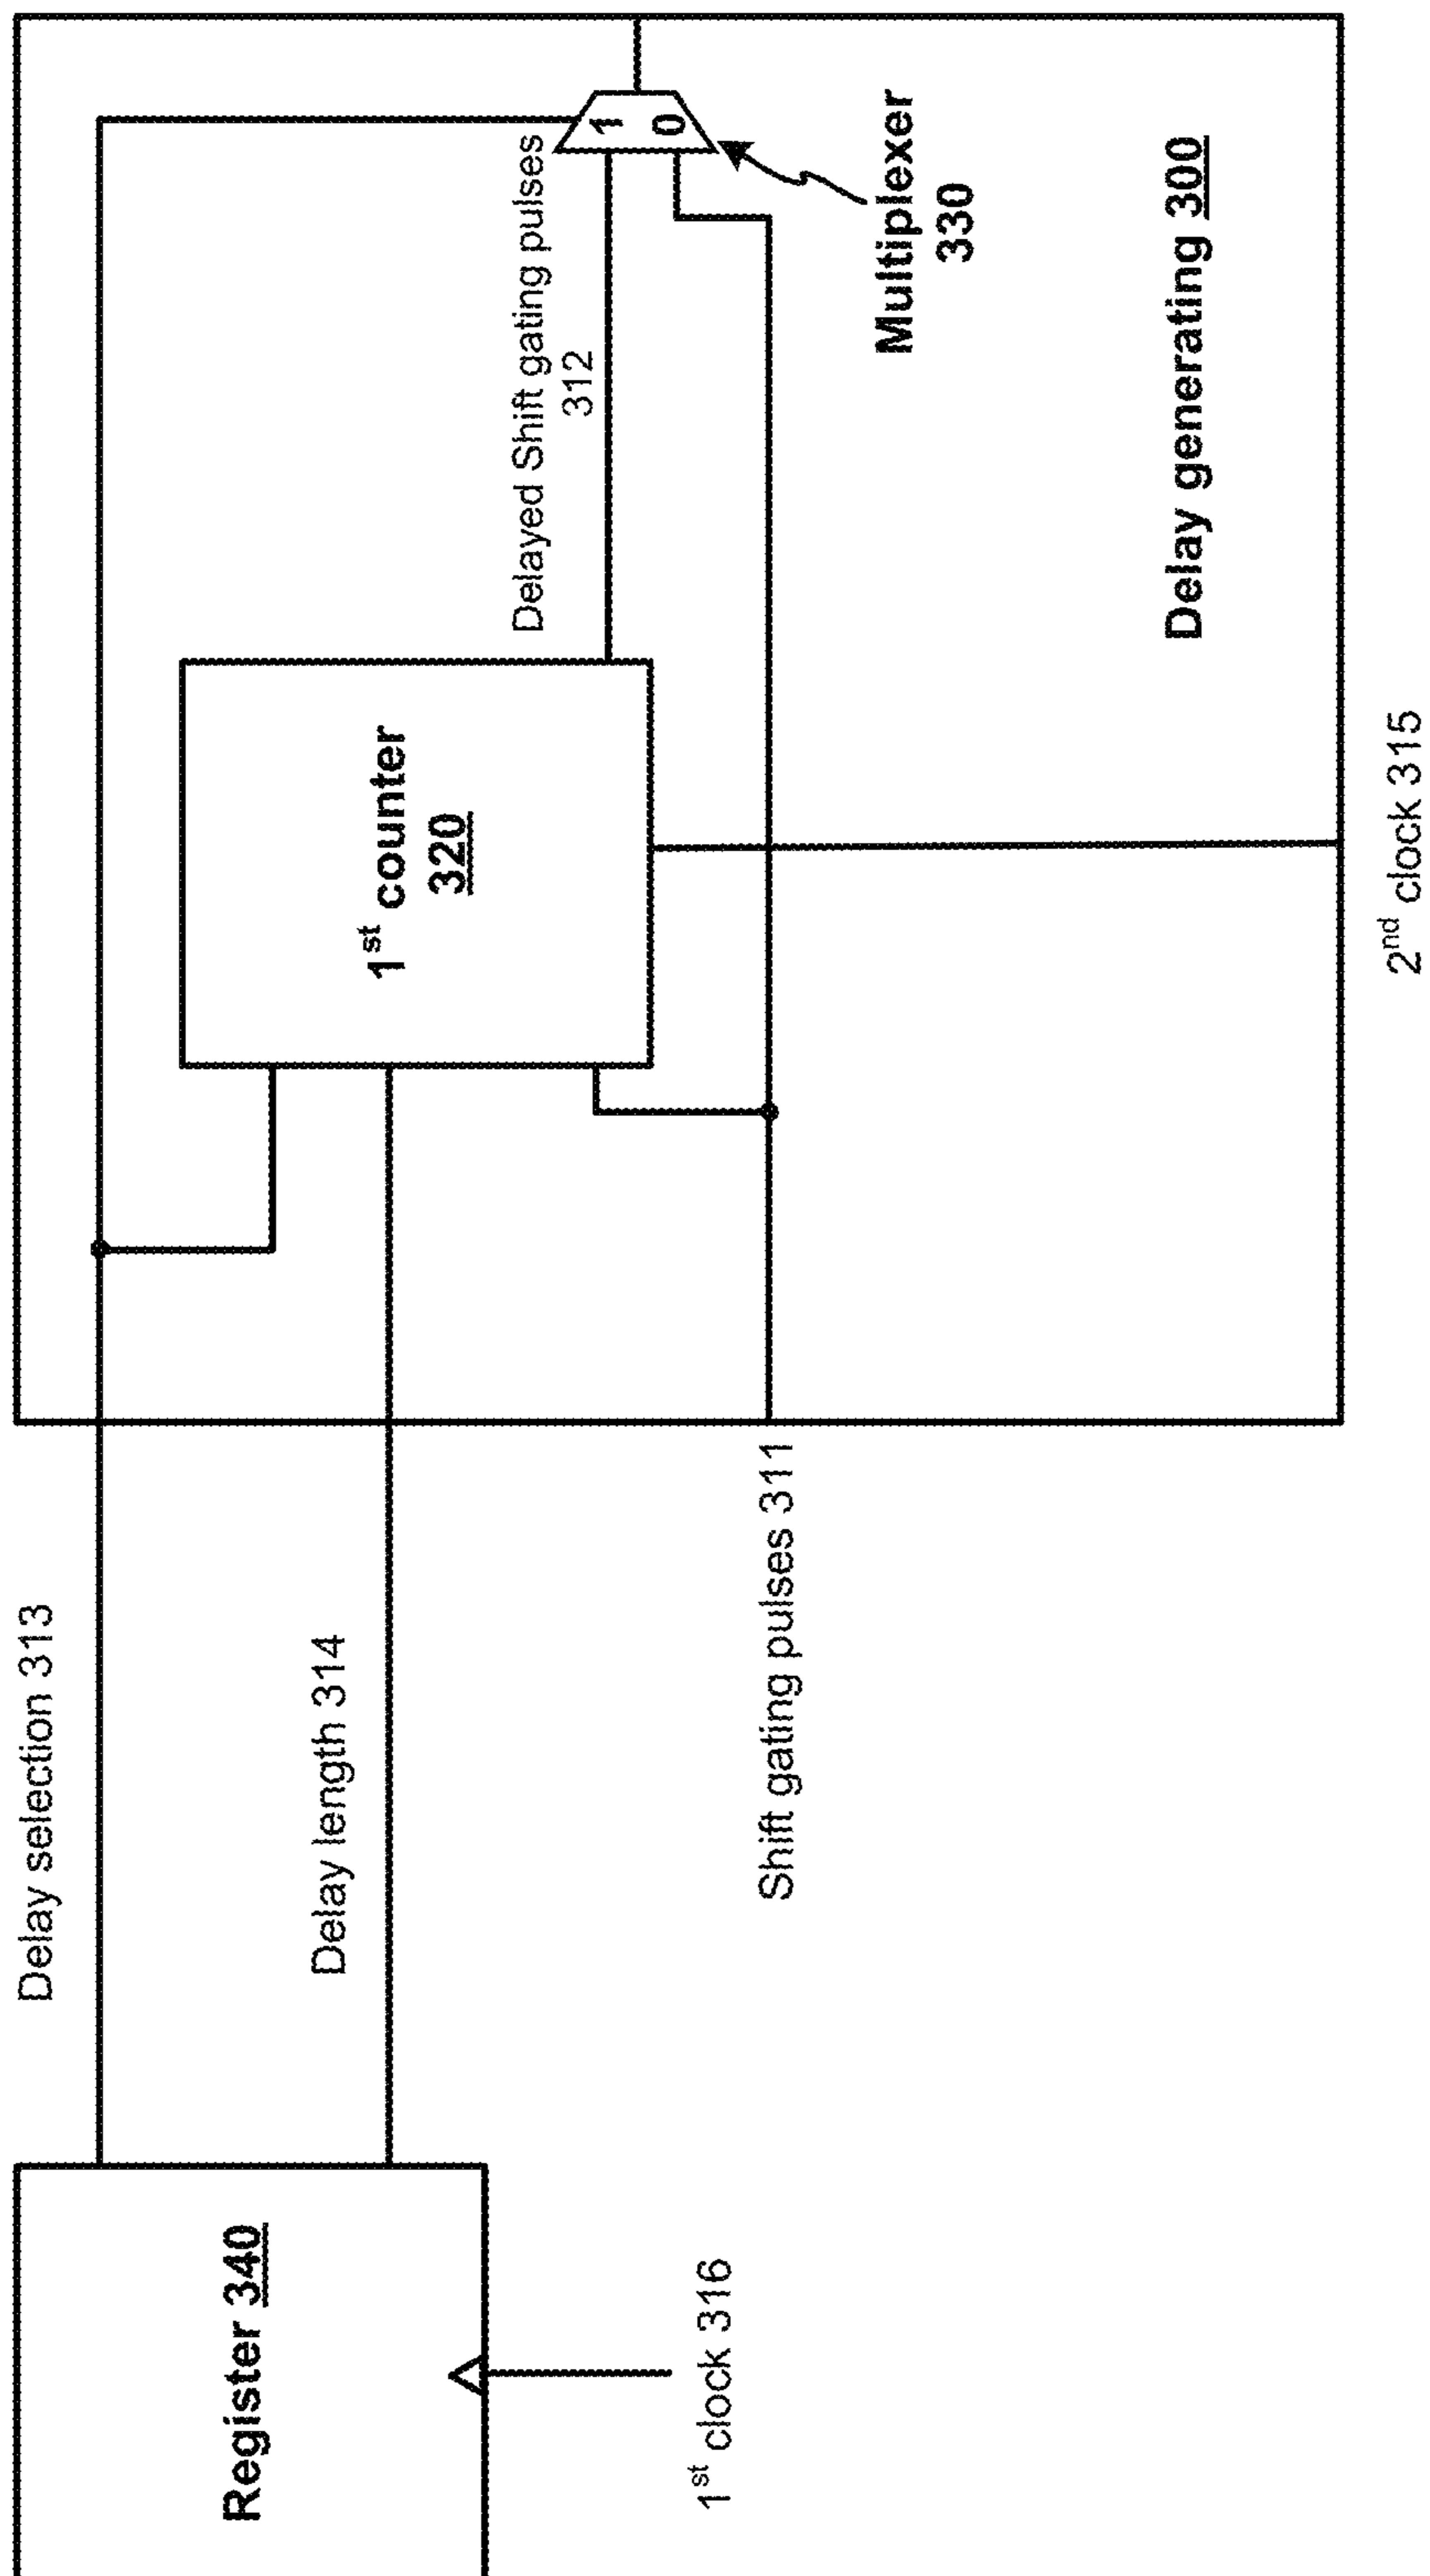 Register 340
1st clock 316
Delay selection 313
Delay length 314
Shift gating pulses 311
1st counter
320
Delayed Shift gating pulses
312
1
0
Multiplexer
330
Delay generating 300
2nd clock 315